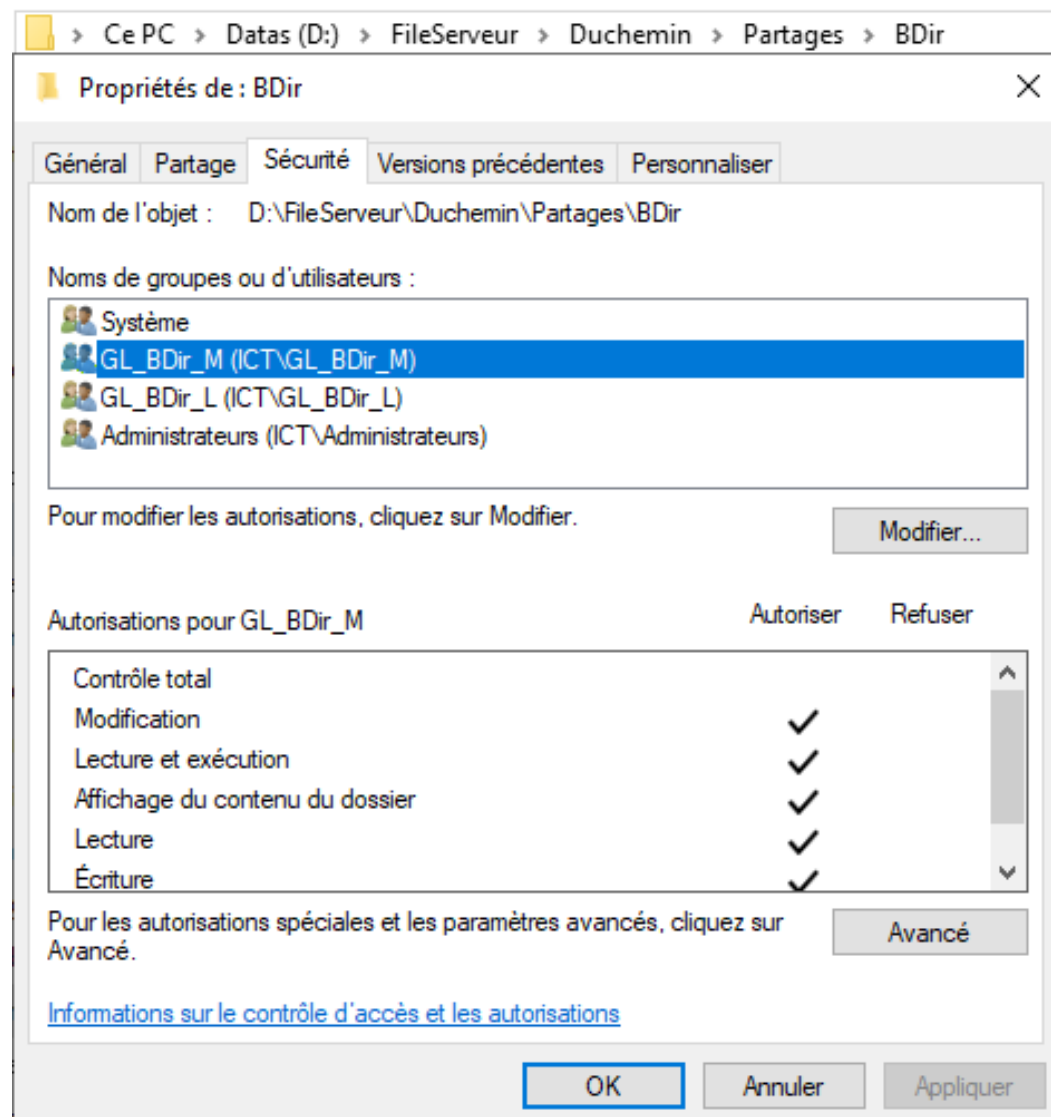 Ce PC > Datas (D:) > FileServeur > Duchemin > Partages > BDir
Propriétés de : BDir
Général Partage Sécurité Versions précédentes Personnaliser
Nom de l'objet : D:\FileServeur\Duchemin\Partages\BDir
Noms de groupes ou d'utilisateurs :
Système
GL_BDir_M (ICT\GL_BDir_M)
GL_BDir_L (ICT\GL_BDir_L)
Administrateurs (ICT\Administrateurs)
Pour modifier les autorisations, cliquez sur Modifier.
Modifier...
Autorisations pour GL_BDir_M Autoriser Refuser
Contrôle total
Modification
Lecture et exécution
Affichage du contenu du dossier
Lecture
Écriture
Pour les autorisations spéciales et les paramètres avancés, cliquez sur
Avancé.
Avancé
Informations sur le contrôle d'accès et les autorisations
OK Annuler Appliquer